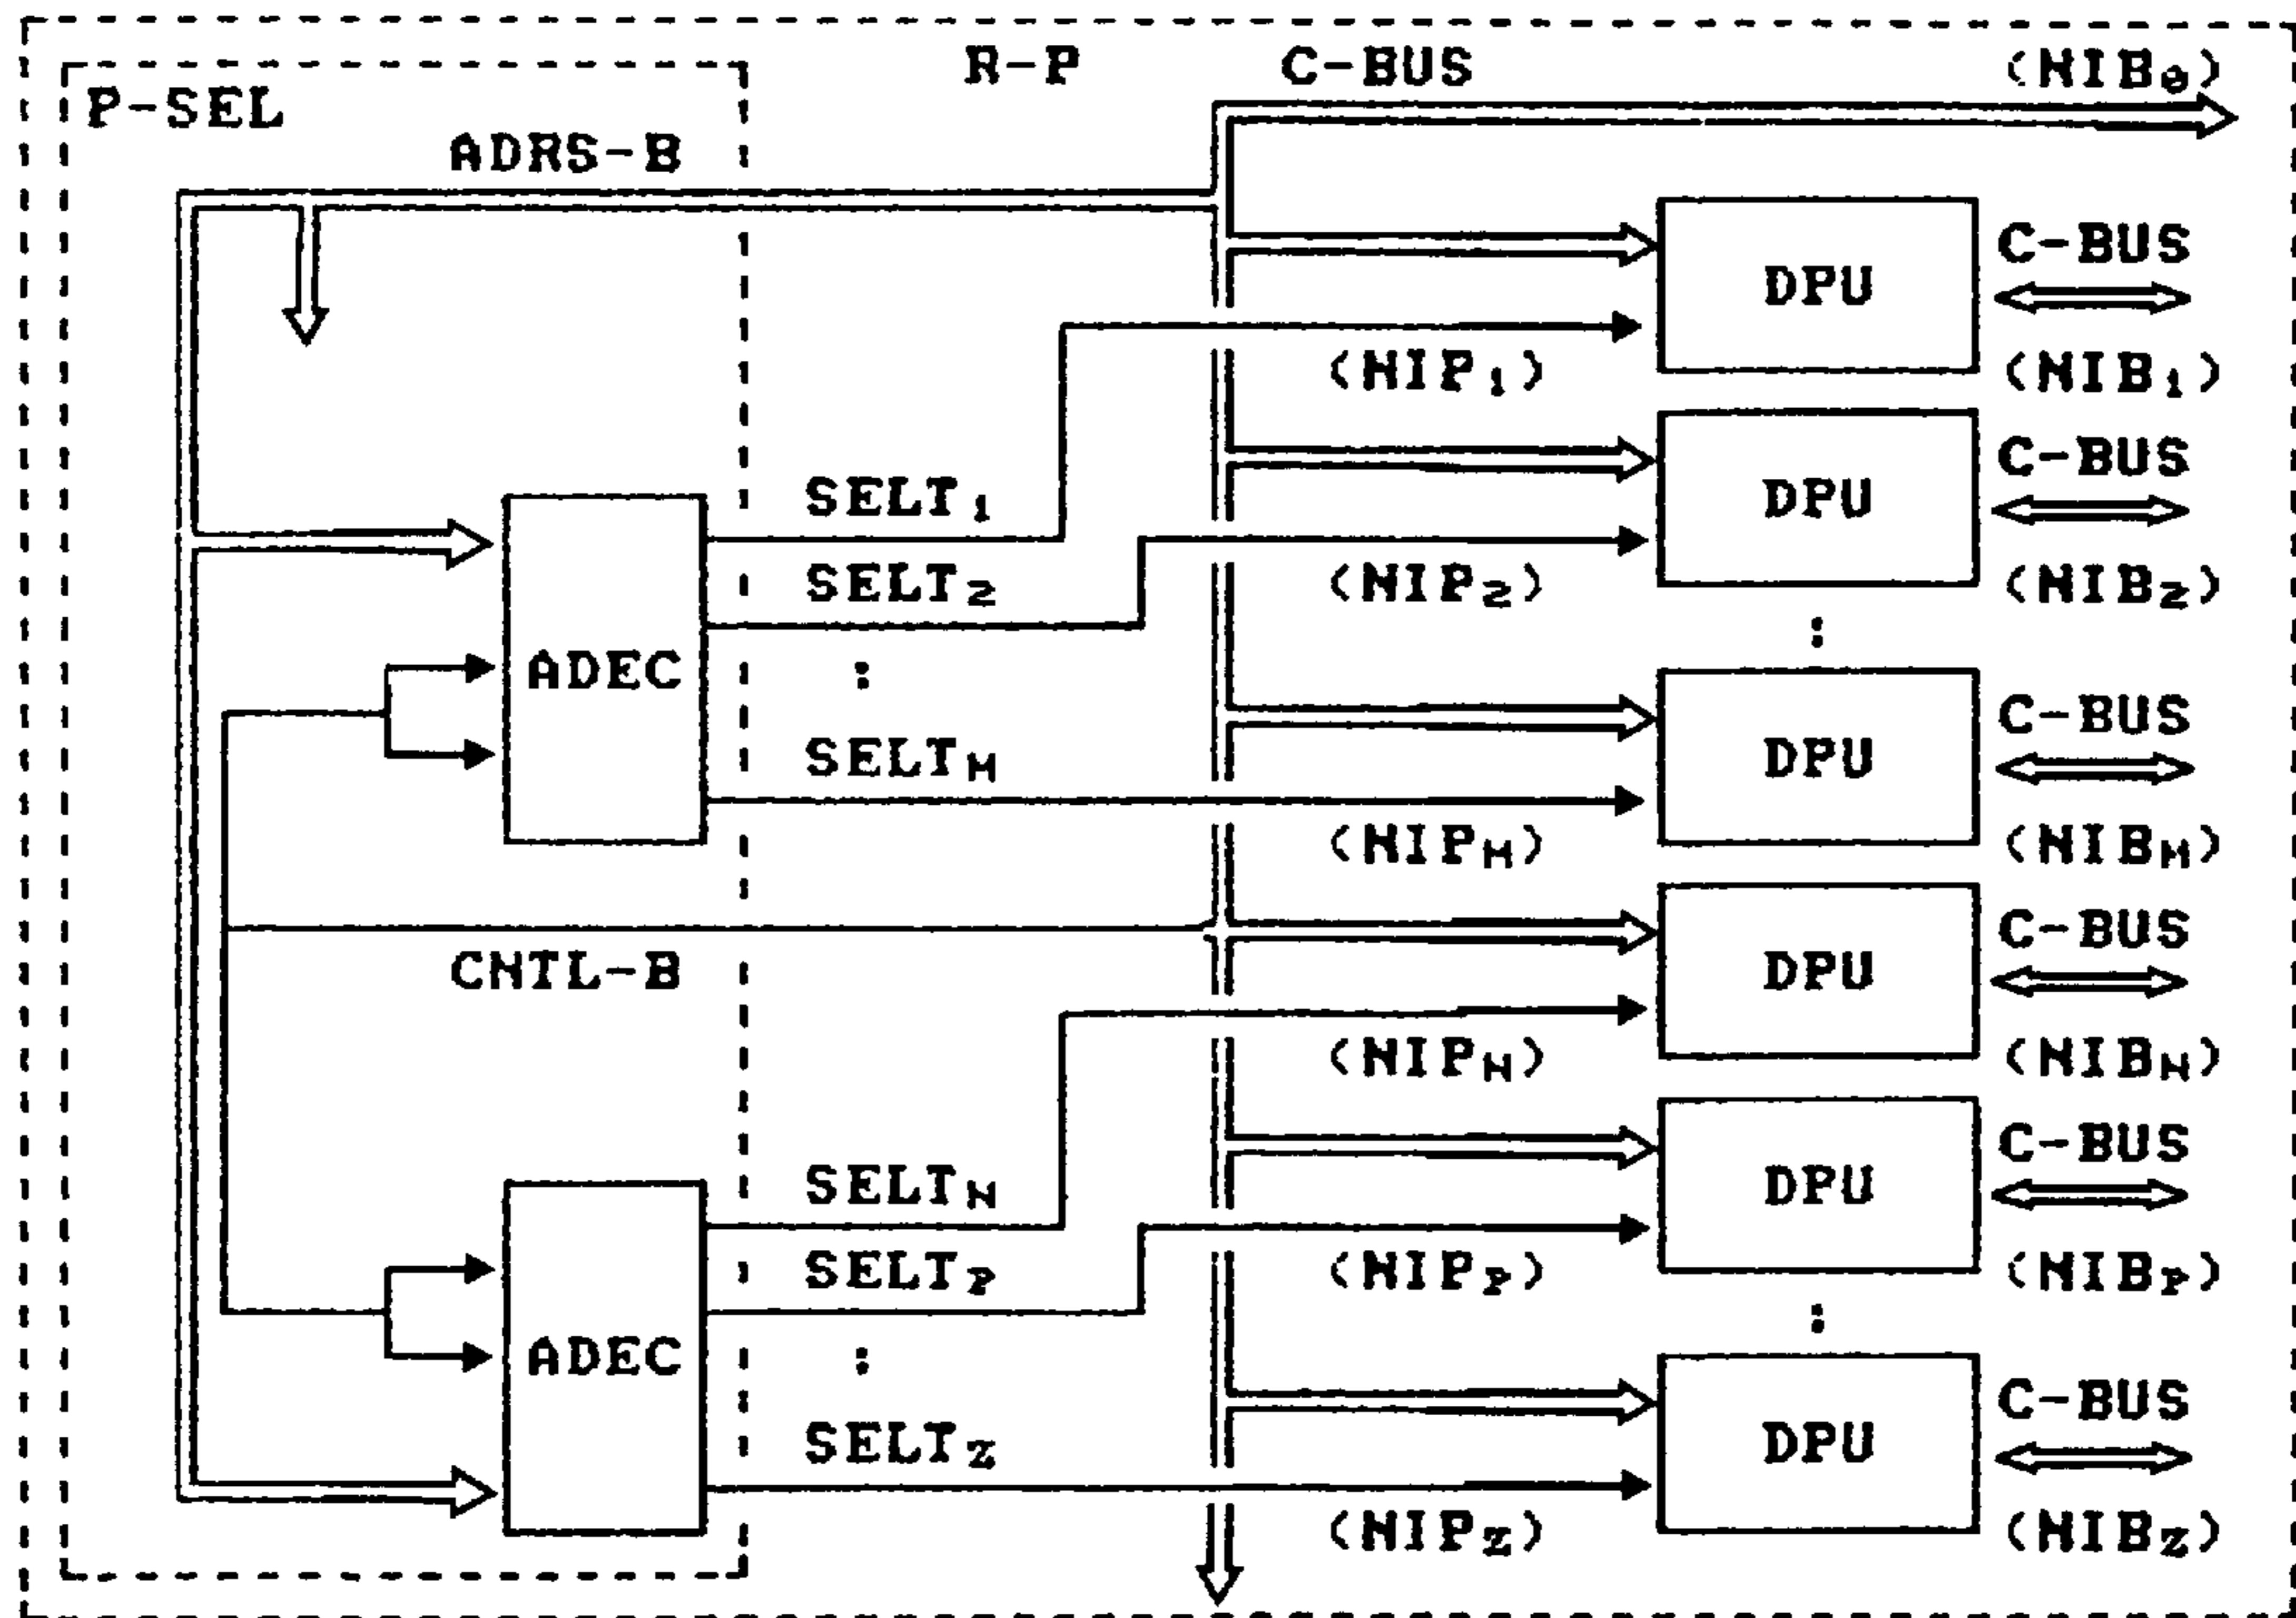 R-P C-BUS (NIB₀)
P-SEL
ADRS-B
DPU C-BUS
(NIP₁) (NIB₁)
SELT₁ DPU C-BUS
SELT₂ (NIP₂) (NIB₂)
:
ADEC :
SELTM DPU C-BUS
(NIPM) (NIBM)
CNTL-B DPU C-BUS
(NIPN) (NIBN)
SELTN DPU C-BUS
SELTP (NIPP) (NIBP)
:
ADEC :
SELTZ DPU C-BUS
(NIPZ) (NIBZ)